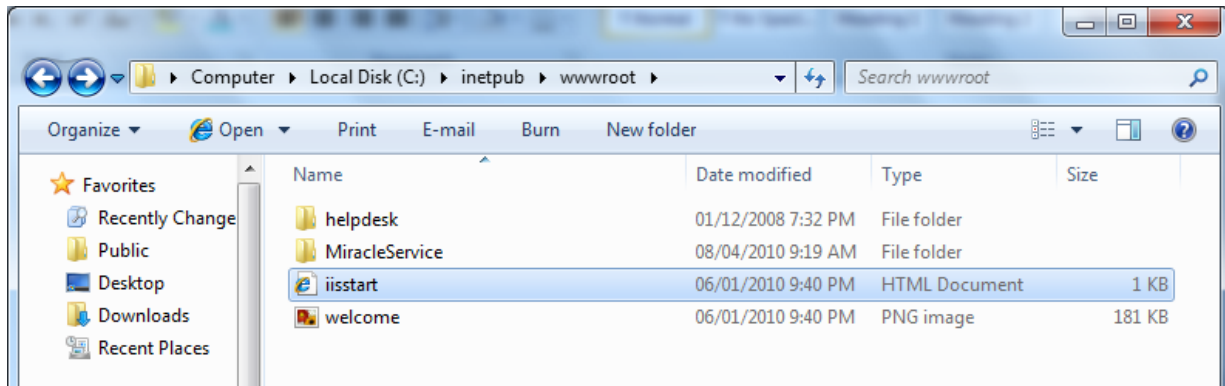 Computer ▸ Local Disk (C:) ▸ inetpub ▸ wwwroot ▸ Search wwwroot
Organize Open Print E-mail Burn New folder
Favorites
Recently Change
Public
Desktop
Downloads
Recent Places
Name Date modified Type Size
helpdesk 01/12/2008 7:32 PM File folder
MiracleService 08/04/2010 9:19 AM File folder
iisstart 06/01/2010 9:40 PM HTML Document 1 KB
welcome 06/01/2010 9:40 PM PNG image 181 KB